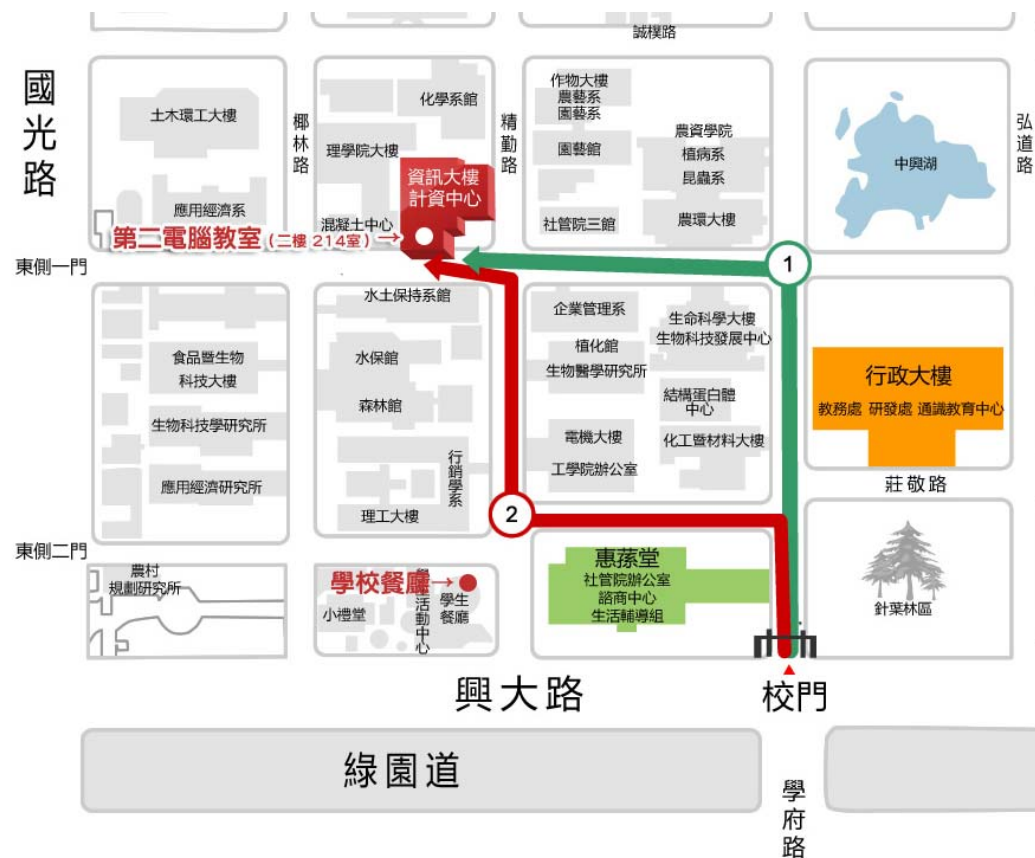 誠樸路
國光路
土木環工大樓
應用經濟系
椰林路
化學系館
理學院大樓
資訊大樓
計資中心
混凝土中心
第二電腦教室(二樓 214室)→
精勤路
作物大樓
農藝系
園藝系
園藝館
社管院三館
農資學院
植病系
昆蟲系
農環大樓
中興湖
弘道路
東側一門
1
食品暨生物
科技大樓
生物科技學研究所
應用經濟研究所
水土保持系館
水保館
森林館
行銷學系
理工大樓
企業管理系
植化館
生物醫學研究所
電機大樓
工學院辦公室
生命科學大樓
生物科技發展中心
結構蛋白體
中心
化工暨材料大樓
行政大樓
教務處 研發處 通識教育中心
莊敬路
2
東側二門
農村
規劃研究所
學校餐廳→
小禮堂
學生活動中心
學生
餐廳
惠蓀堂
社管院辦公室
諮商中心
生活輔導組
針葉林區
興大路
校門
綠園道
學府路